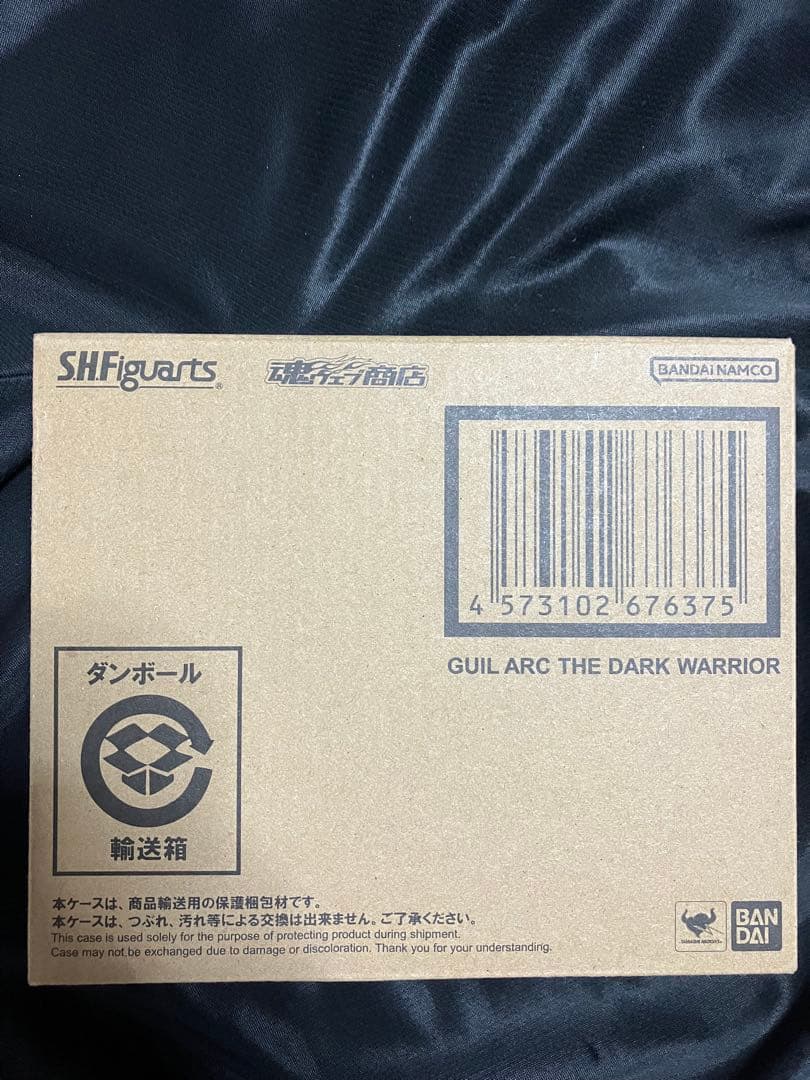 S.H.Figuarts®
魂ウェブ商店
BANDAI NAMCO
4 573102 676375
GUIL ARC THE DARK WARRIOR
ダンボール
輸送箱
本ケースは、商品輸送用の保護梱包材です。
本ケースは、つぶれ、汚れ等による交換は出来ません。ご了承ください。
This case is used solely for the purpose of protecting product during shipment.
Case may not be exchanged due to damage or discoloration. Thank you for your understanding.
TAMASHII NATIONS
BAN
DAI